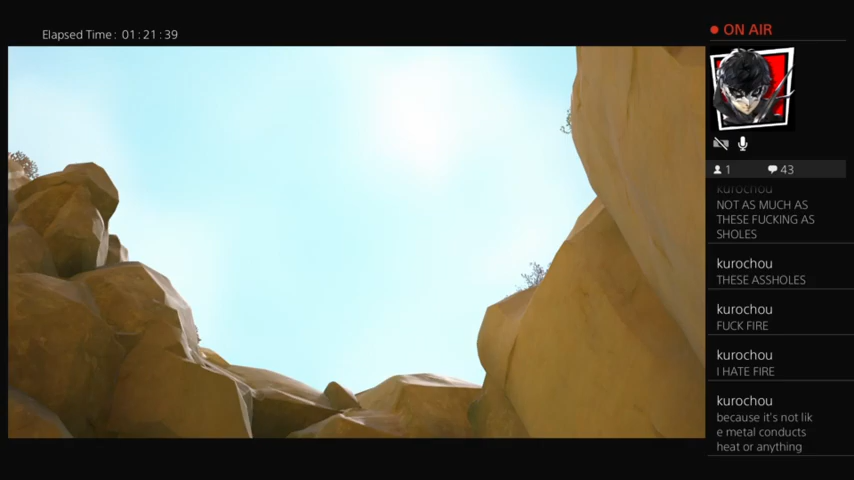 Elapsed Time: 01:21:39
ON AIR
1
43
kurochou
NOT AS MUCH AS
THESE FUCKING AS
SHOLES
kurochou
THESE ASSHOLES
kurochou
FUCK FIRE
kurochou
I HATE FIRE
kurochou
because it's not lik
e metal conducts
heat or anything